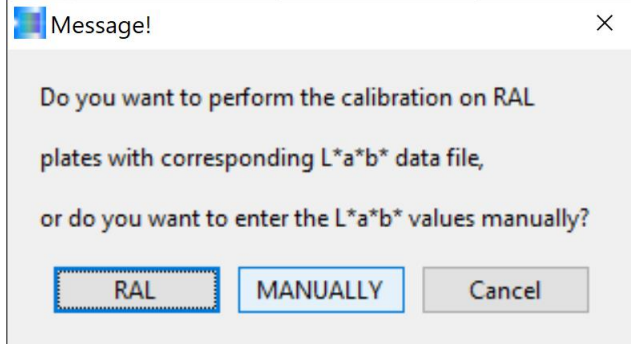 Message!
Do you want to perform the calibration on RAL
plates with corresponding L*a*b* data file,
or do you want to enter the L*a*b* values manually?
RAL MANUALLY Cancel